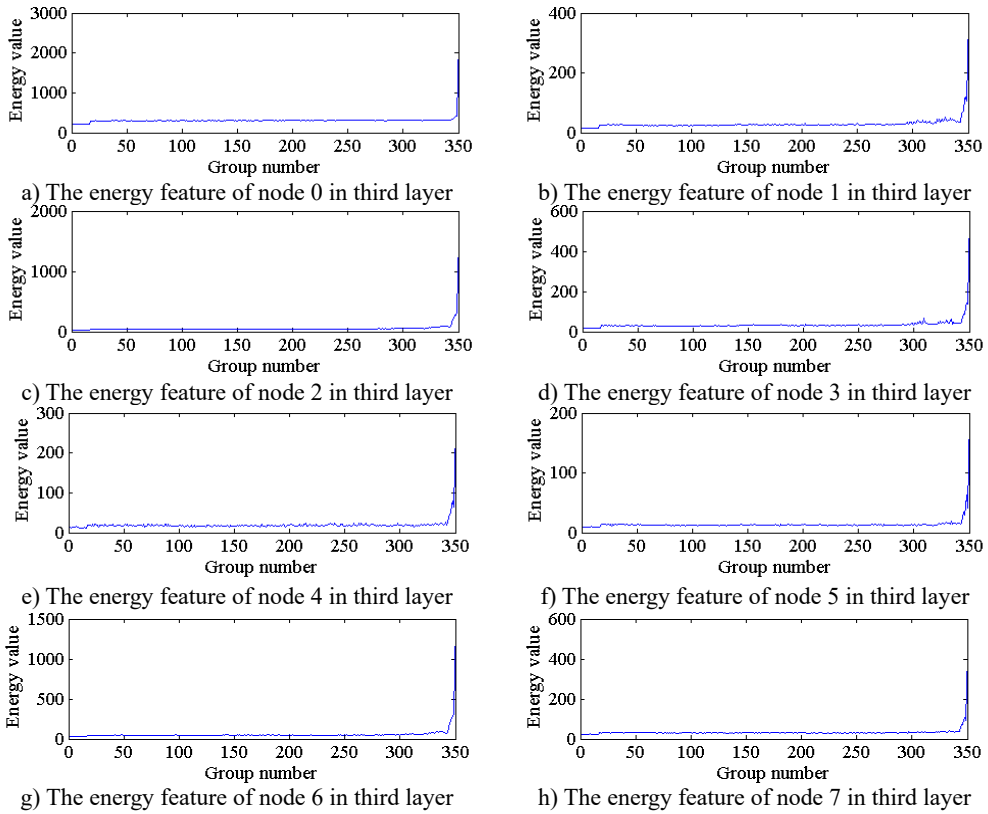 3000
2000
1000
0
Energy value
0 50 100 150 200 250 300 350
Group number
a) The energy feature of node 0 in third layer
400
200
0
Energy value
0 50 100 150 200 250 300 350
Group number
b) The energy feature of node 1 in third layer
2000
1000
0
Energy value
0 50 100 150 200 250 300 350
Group number
c) The energy feature of node 2 in third layer
600
400
200
0
Energy value
0 50 100 150 200 250 300 350
Group number
d) The energy feature of node 3 in third layer
300
200
100
0
Energy value
0 50 100 150 200 250 300 350
Group number
e) The energy feature of node 4 in third layer
200
100
0
Energy value
0 50 100 150 200 250 300 350
Group number
f) The energy feature of node 5 in third layer
1500
1000
500
0
Energy value
0 50 100 150 200 250 300 350
Group number
g) The energy feature of node 6 in third layer
600
400
200
0
Energy value
0 50 100 150 200 250 300 350
Group number
h) The energy feature of node 7 in third layer